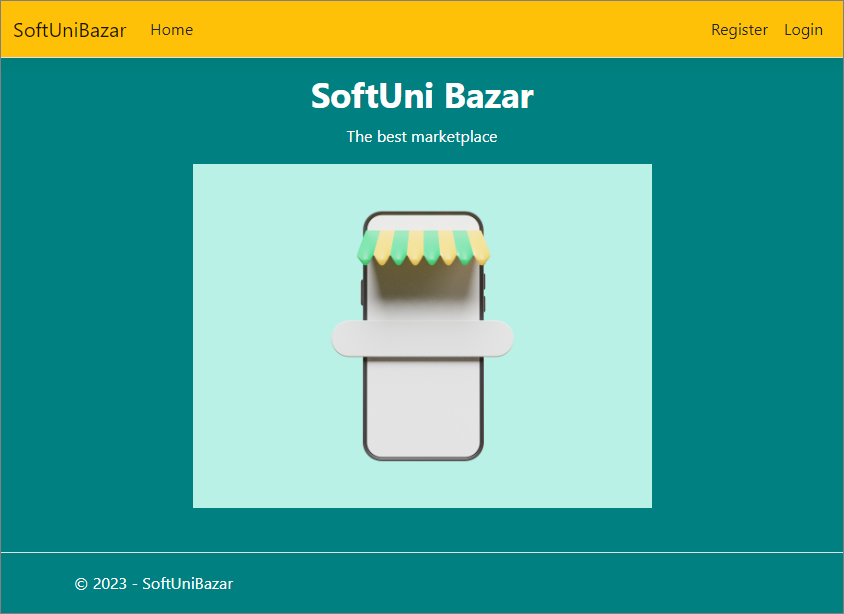 SoftUniBazar Home Register Login
SoftUni Bazar
The best marketplace
© 2023 - SoftUniBazar